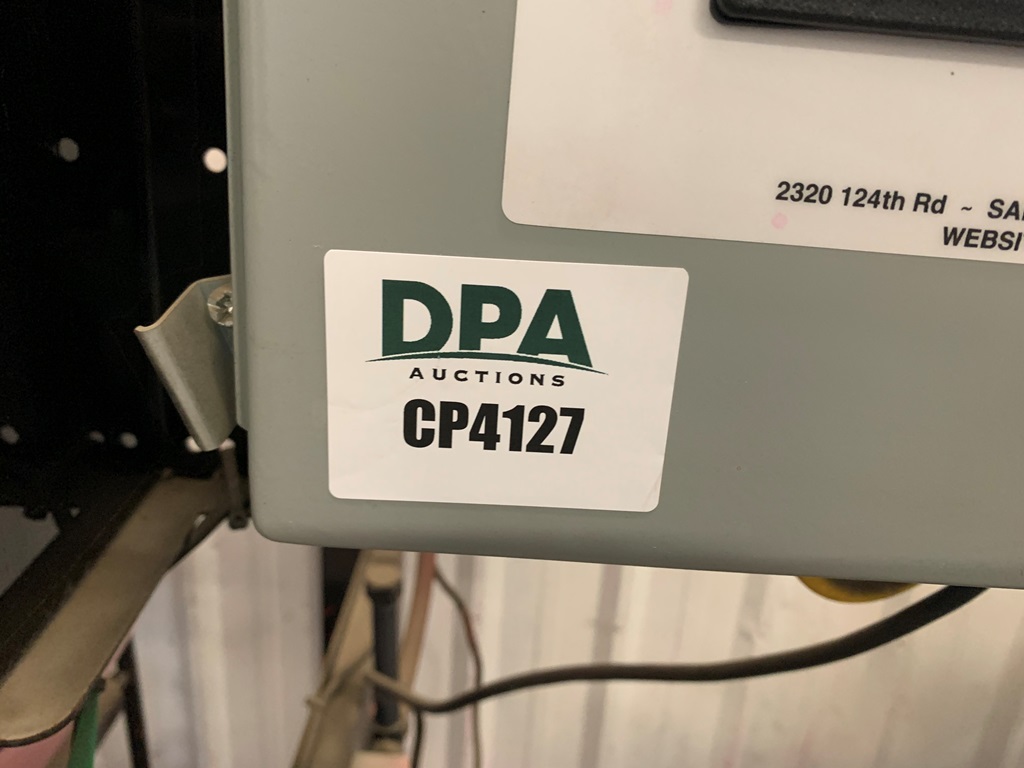 2320 124th Rd ~
DPA
AUCTIONS
CP4127